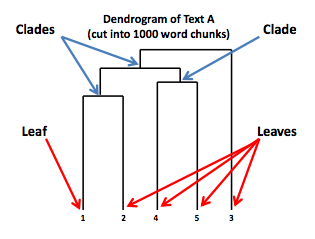 Dendrogram of Text A
(cut into 1000 word chunks)
Clades
Clade
Leaf
Leaves
1 2 4 5 3